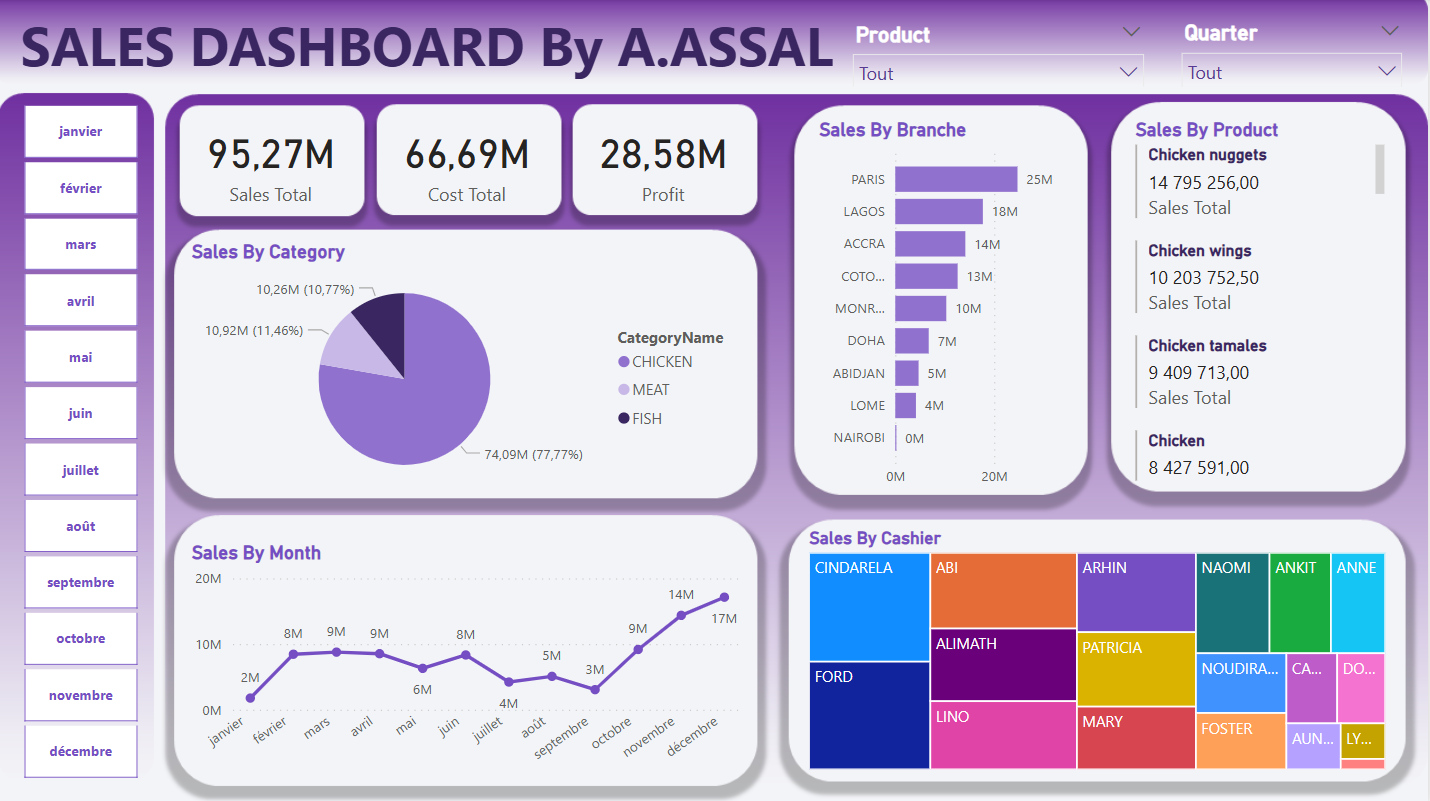 SALES DASHBOARD By A.ASSAL
Product
Tout
Quarter
Tout
janvier
février
mars
avril
mai
juin
juillet
août
septembre
octobre
novembre
décembre
95,27M
Sales Total
66,69M
Cost Total
28,58M
Profit
Sales By Category
10,26M (10,77%)
10,92M (11,46%)
74,09M (77,77%)
CategoryName
CHICKEN
MEAT
FISH
Sales By Branche
PARIS 25M
LAGOS 18M
ACCRA 14M
COTO... 13M
MONR... 10M
DOHA 7M
ABIDJAN 5M
LOME 4M
NAIROBI 0M
0M 20M
Sales By Product
Chicken nuggets
14 795 256,00
Sales Total
Chicken wings
10 203 752,50
Sales Total
Chicken tamales
9 409 713,00
Sales Total
Chicken
8 427 591,00
Sales By Month
20M
10M
0M
2M
8M
9M
9M
6M
8M
4M
5M
3M
9M
14M
17M
janvier
février
mars
avril
mai
juin
juillet
août
septembre
octobre
novembre
décembre
Sales By Cashier
CINDARELA
FORD
ABI
ALIMATH
LINO
ARHIN
PATRICIA
MARY
NAOMI
ANKIT
ANNE
NOUDIRA...
FOSTER
CA...
DO...
AUN...
LY...